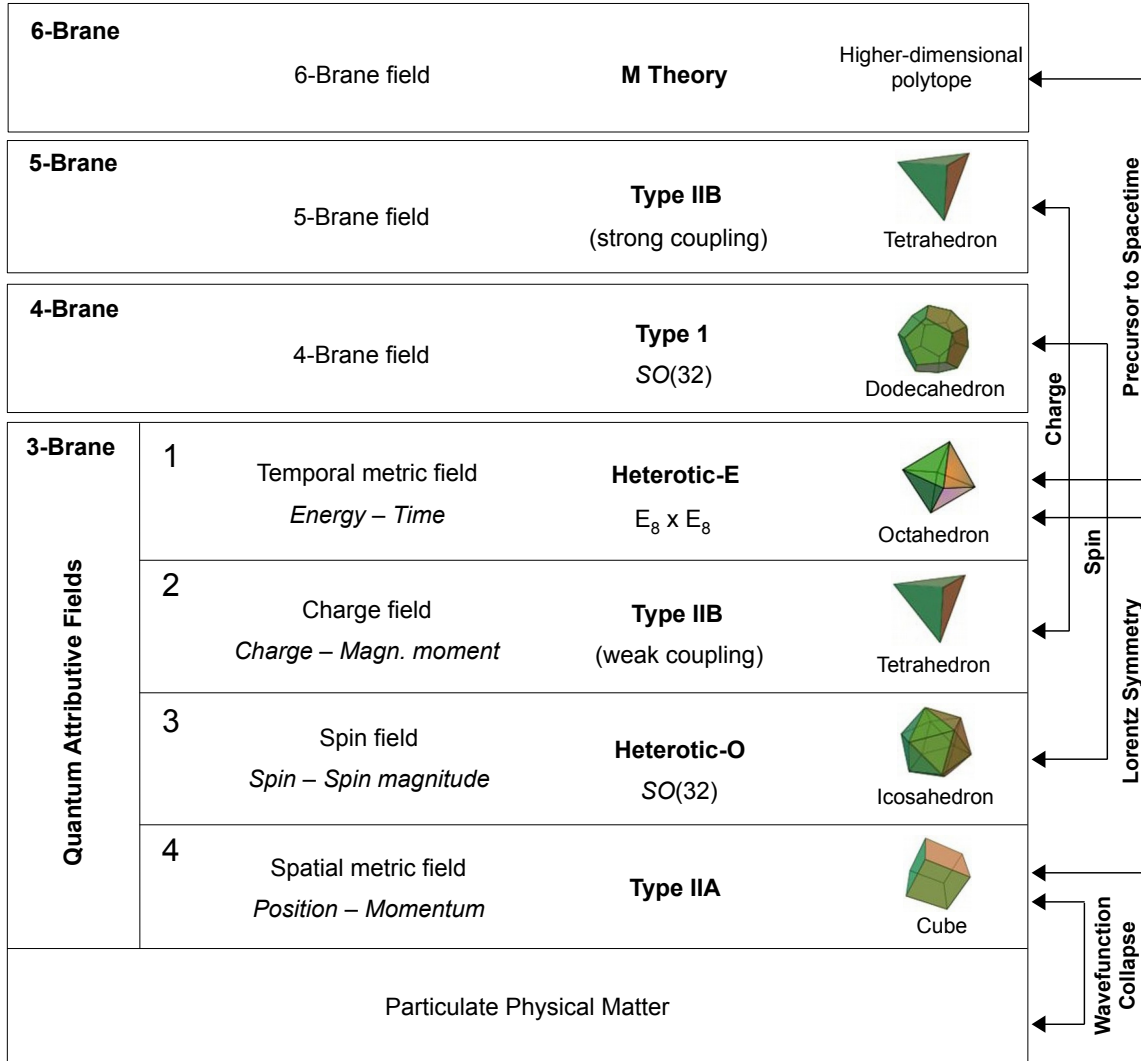 6-Brane
6-Brane field
M Theory
Higher-dimensional
polytope
5-Brane
5-Brane field
Type IIB
(strong coupling)
Tetrahedron
4-Brane
4-Brane field
Type 1
SO(32)
Dodecahedron
3-Brane
Quantum Attributive Fields
1
Temporal metric field
Energy – Time
Heterotic-E
E₈ x E₈
Octahedron
2
Charge field
Charge – Magn. moment
Type IIB
(weak coupling)
Tetrahedron
3
Spin field
Spin – Spin magnitude
Heterotic-O
SO(32)
Icosahedron
4
Spatial metric field
Position – Momentum
Type IIA
Cube
Particulate Physical Matter
Charge
Spin
Precursor to Spacetime
Lorentz Symmetry
Wavefunction
Collapse